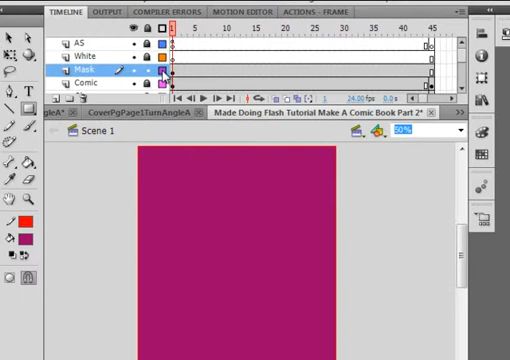 TIMELINE OUTPUT COMPILER ERRORS MOTION EDITOR ACTIONS - FRAME
1 5 10 15 20 25 30 35 40 45
AS
White
Mask
Comic
1 24.00 fps 0.0 s
gleA* CoverPgPage1TurnAngleA Made Doing Flash Tutorial Make A Comic Book Part 2*
Scene 1
50%